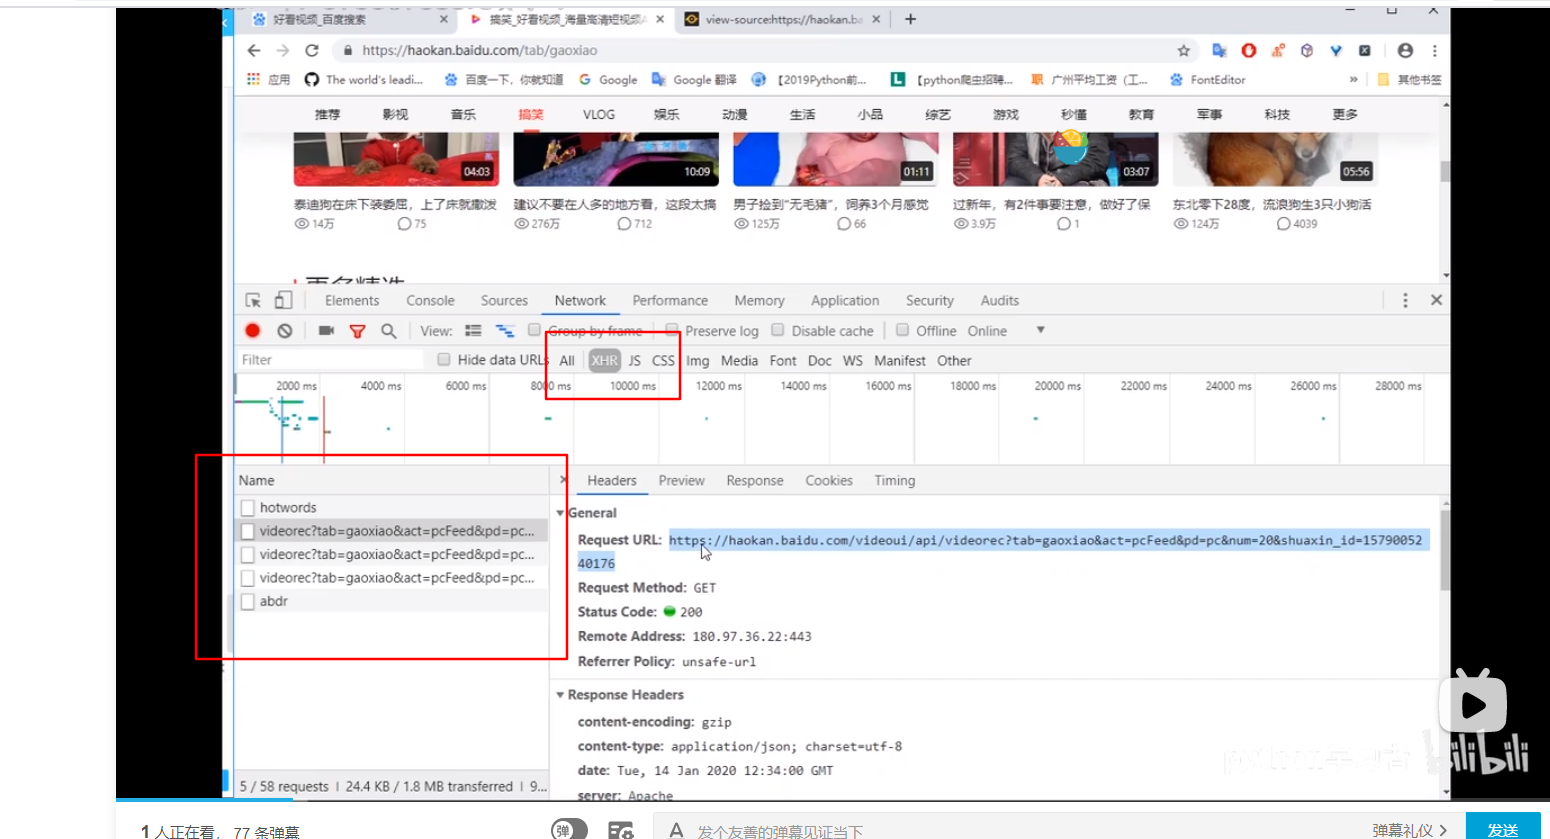 好看视频_百度搜索
搞笑_好看视频_海量高清短视频A
view-source:https://haokan.ba
https://haokan.baidu.com/tab/gaoxiao
应用
The world's leadi...
百度一下，你就知道
Google
Google 翻译
【2019Python前...
【python爬虫招聘...
广州平均工资（工...
FontEditor
»
其他书签
推荐 影视 音乐 搞笑 VLOG 娱乐 动漫 生活 小品 综艺 游戏 秒懂 教育 军事 科技 更多
04:03 10:09 01:11 03:07 05:56
泰迪狗在床下装委屈，上了床就撒泼
建议不要在人多的地方看，这段太搞
男子捡到“无毛猪”，饲养3个月感觉
过新年，有2件事要注意，做好了保
东北零下28度，流浪狗生3只小狗活
14万 75 276万 712 125万 66 3.9万 1 124万 4039
Elements Console Sources Network Performance Memory Application Security Audits
View: Group by frame Preserve log Disable cache Offline Online
Filter Hide data URLs All XHR JS CSS Img Media Font Doc WS Manifest Other
2000 ms 4000 ms 6000 ms 8000 ms 10000 ms 12000 ms 14000 ms 16000 ms 18000 ms 20000 ms 22000 ms 24000 ms 26000 ms 28000 ms
Name
hotwords
videorec?tab=gaoxiao&act=pcFeed&pd=pc...
videorec?tab=gaoxiao&act=pcFeed&pd=pc...
videorec?tab=gaoxiao&act=pcFeed&pd=pc...
abdr
5 / 58 requests | 24.4 KB / 1.8 MB transferred | 9...
Headers Preview Response Cookies Timing
General
Request URL: https://haokan.baidu.com/videoui/api/videorec?tab=gaoxiao&act=pcFeed&pd=pc&num=20&shuaxin_id=15790052
40176
Request Method: GET
Status Code: 200
Remote Address: 180.97.36.22:443
Referrer Policy: unsafe-url
Response Headers
content-encoding: gzip
content-type: application/json; charset=utf-8
date: Tue, 14 Jan 2020 12:34:00 GMT
server: Apache
bilibili
1 人正在看， 77 条弹幕
弹
A 发个友善的弹幕见证当下
弹幕礼仪
发送